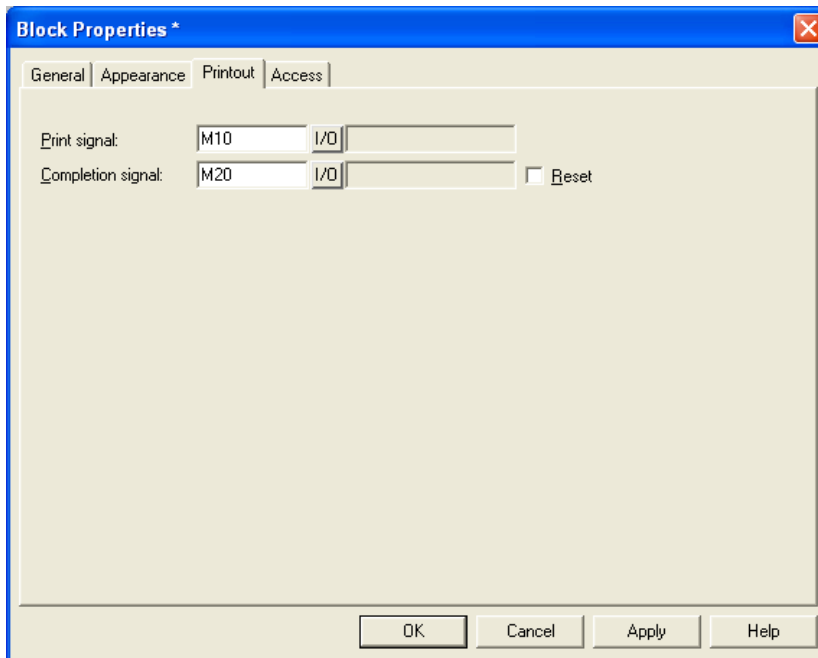 Block Properties *
General Appearance Printout Access
Print signal: M10 I/O
Completion signal: M20 I/O Reset
OK Cancel Apply Help